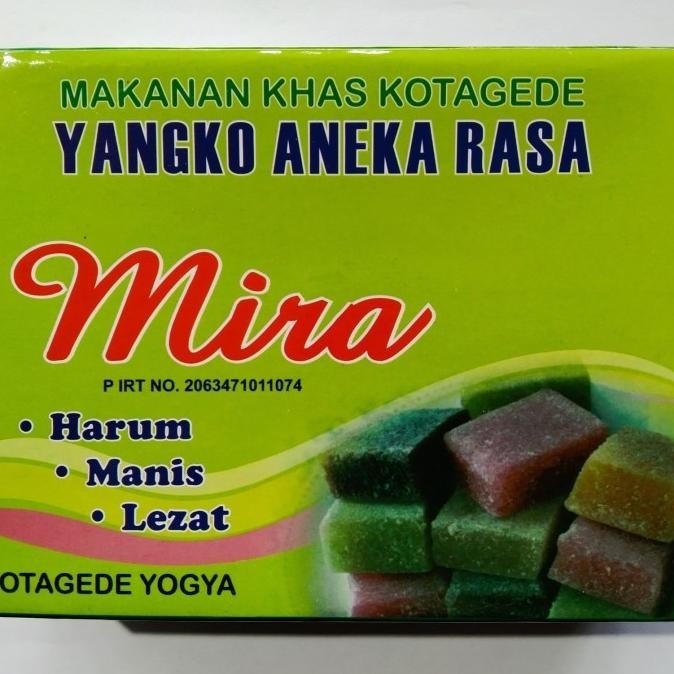 MAKANAN KHAS KOTAGEDE
YANGKO ANEKA RASA
Mira
P IRT NO. 2063471011074
• Harum
• Manis
• Lezat
OTAGEDE YOGYA